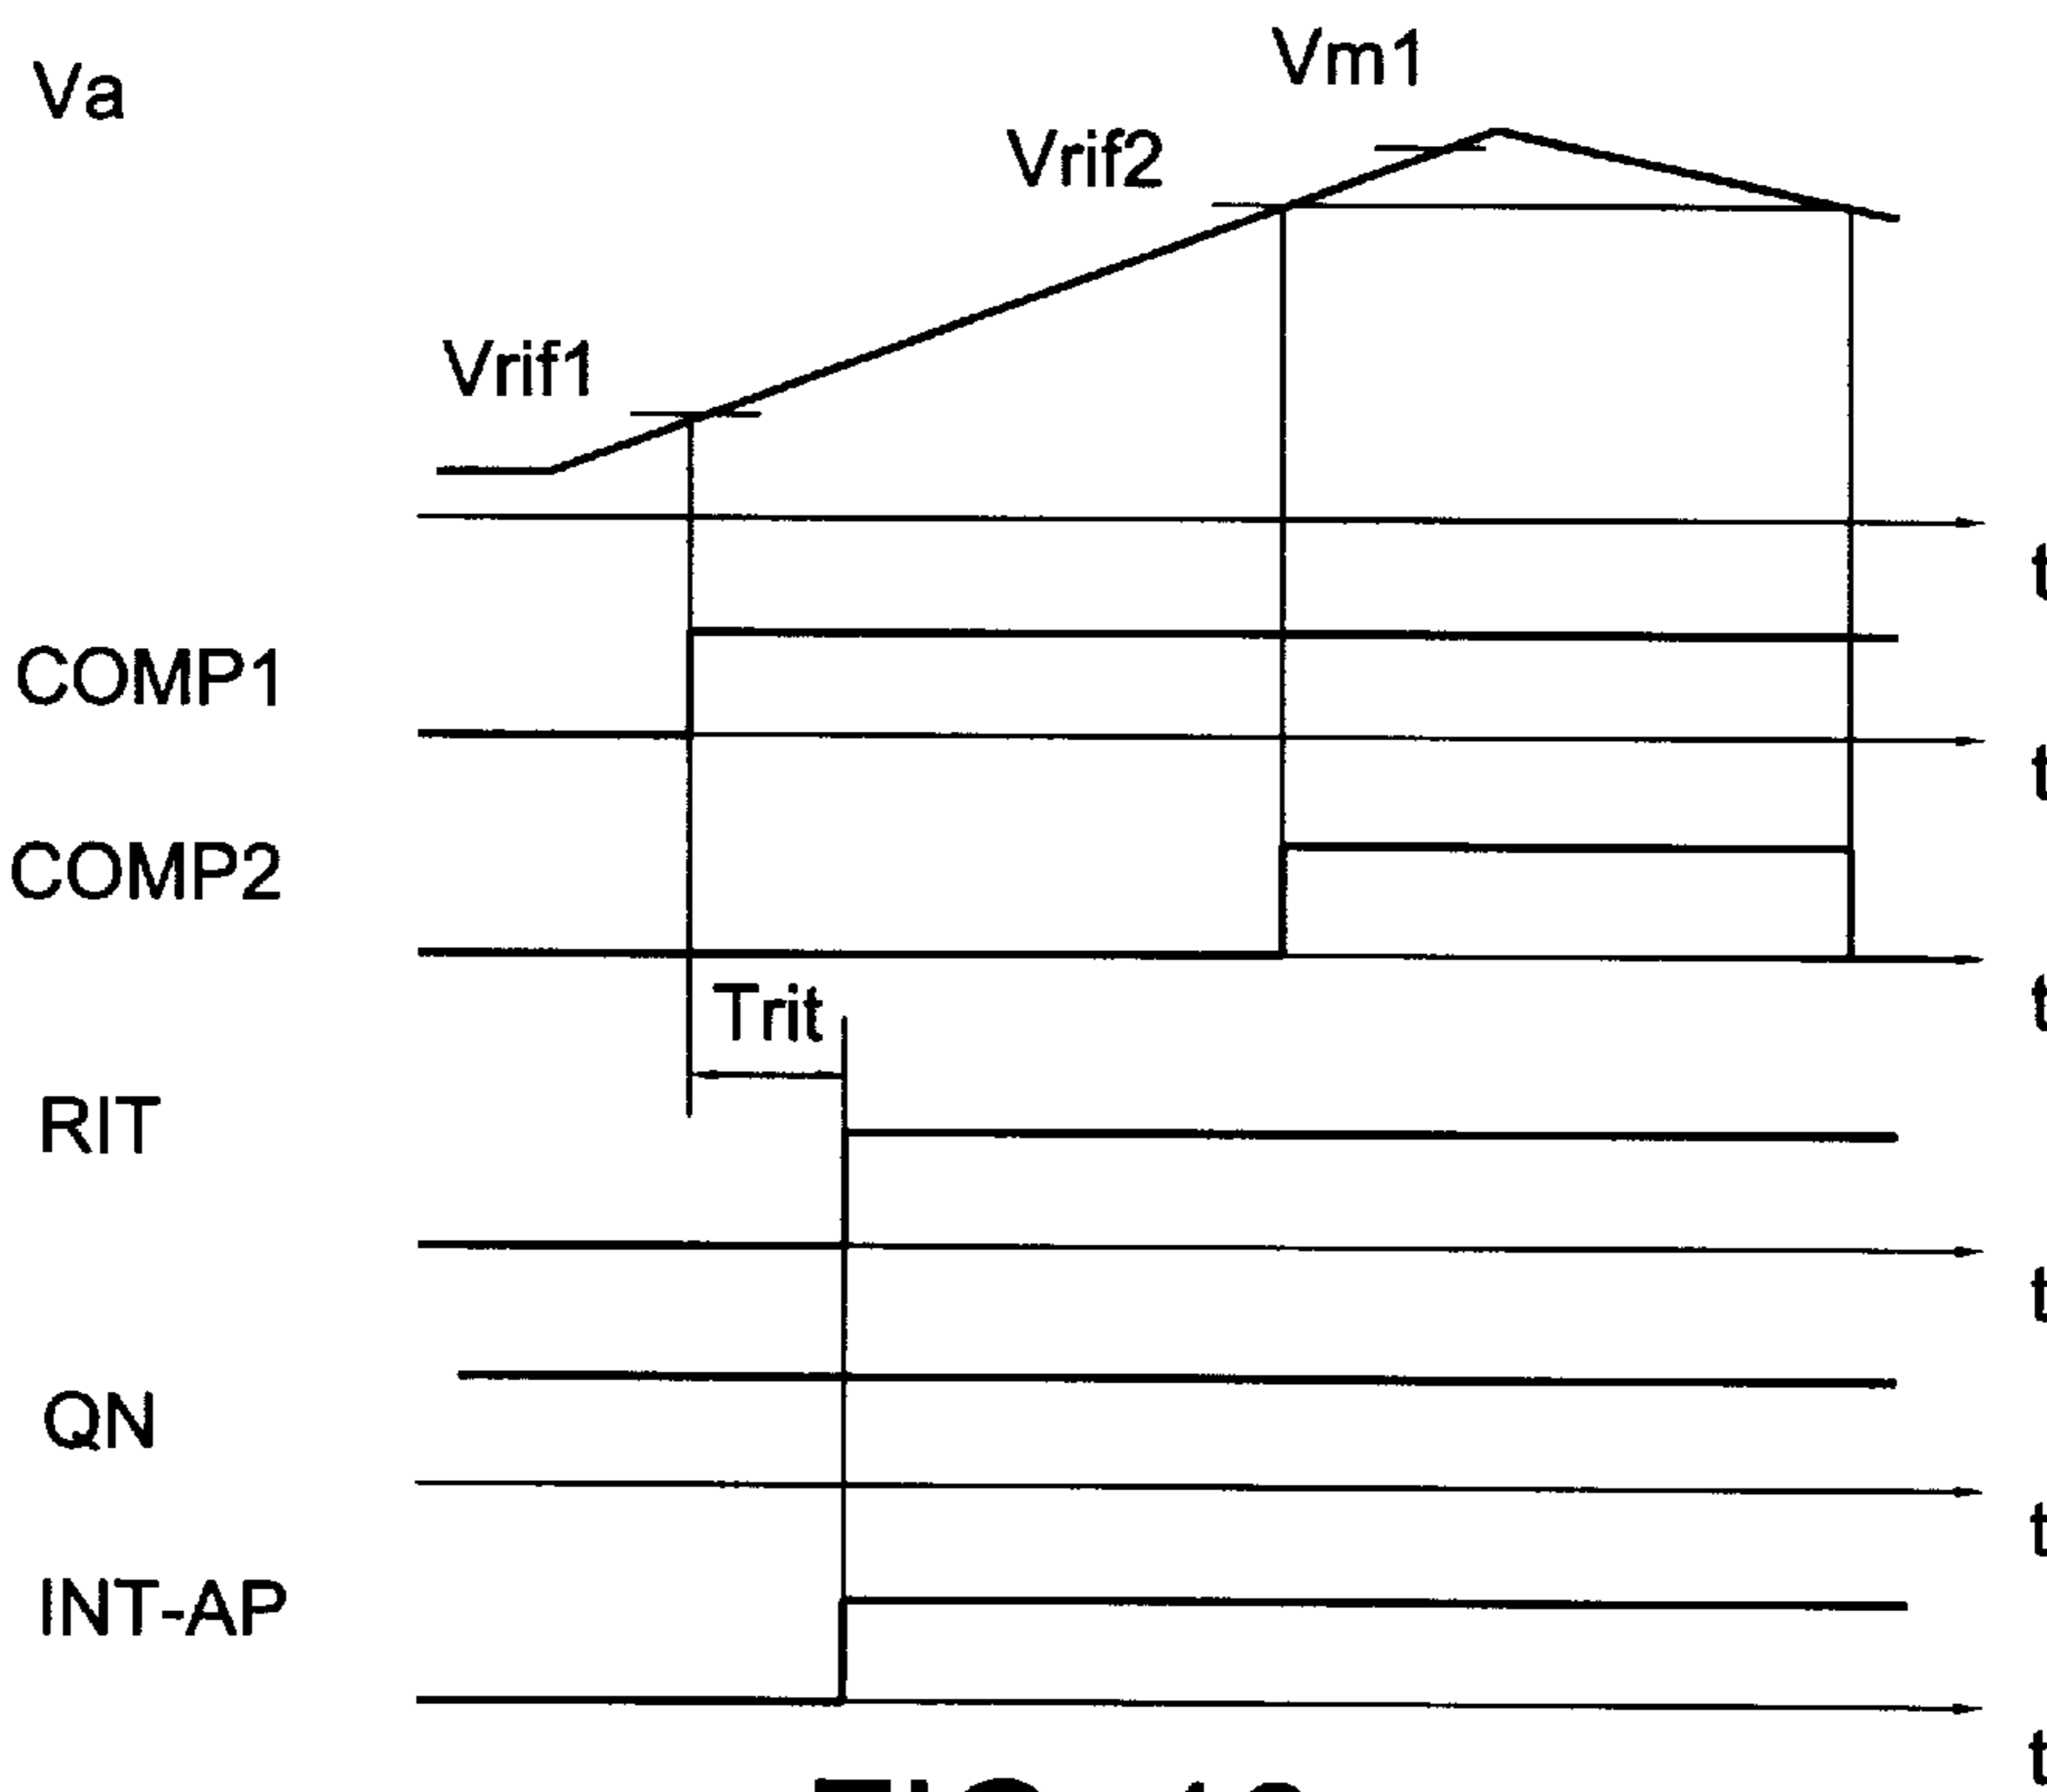 Va
Vm1
Vrif2
Vrif1
t
COMP1
t
COMP2
t
Trit
RIT
t
QN
t
INT-AP
t